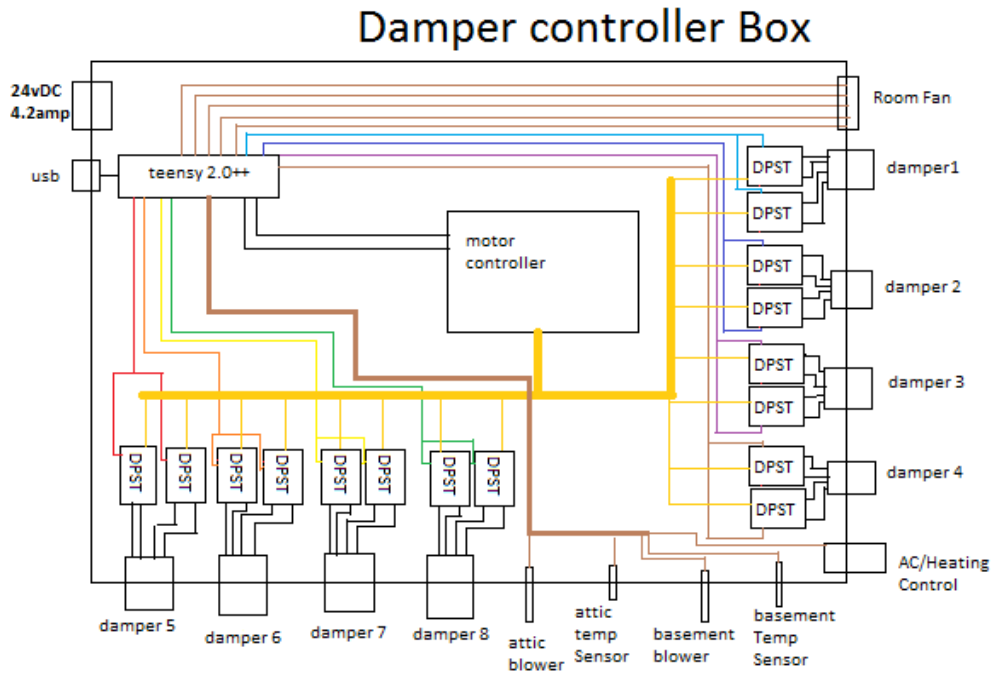 Damper controller Box
24vDC
4.2amp
Room Fan
usb
teensy 2.0++
DPST
damper1
DPST
motor
controller
DPST
damper 2
DPST
DPST
damper 3
DPST
DPST
damper 4
DPST
DPST
DPST
DPST
DPST
DPST
DPST
DPST
DPST
AC/Heating
Control
damper 5
damper 6
damper 7
damper 8
attic
blower
attic
temp
Sensor
basement
blower
basement
Temp
Sensor